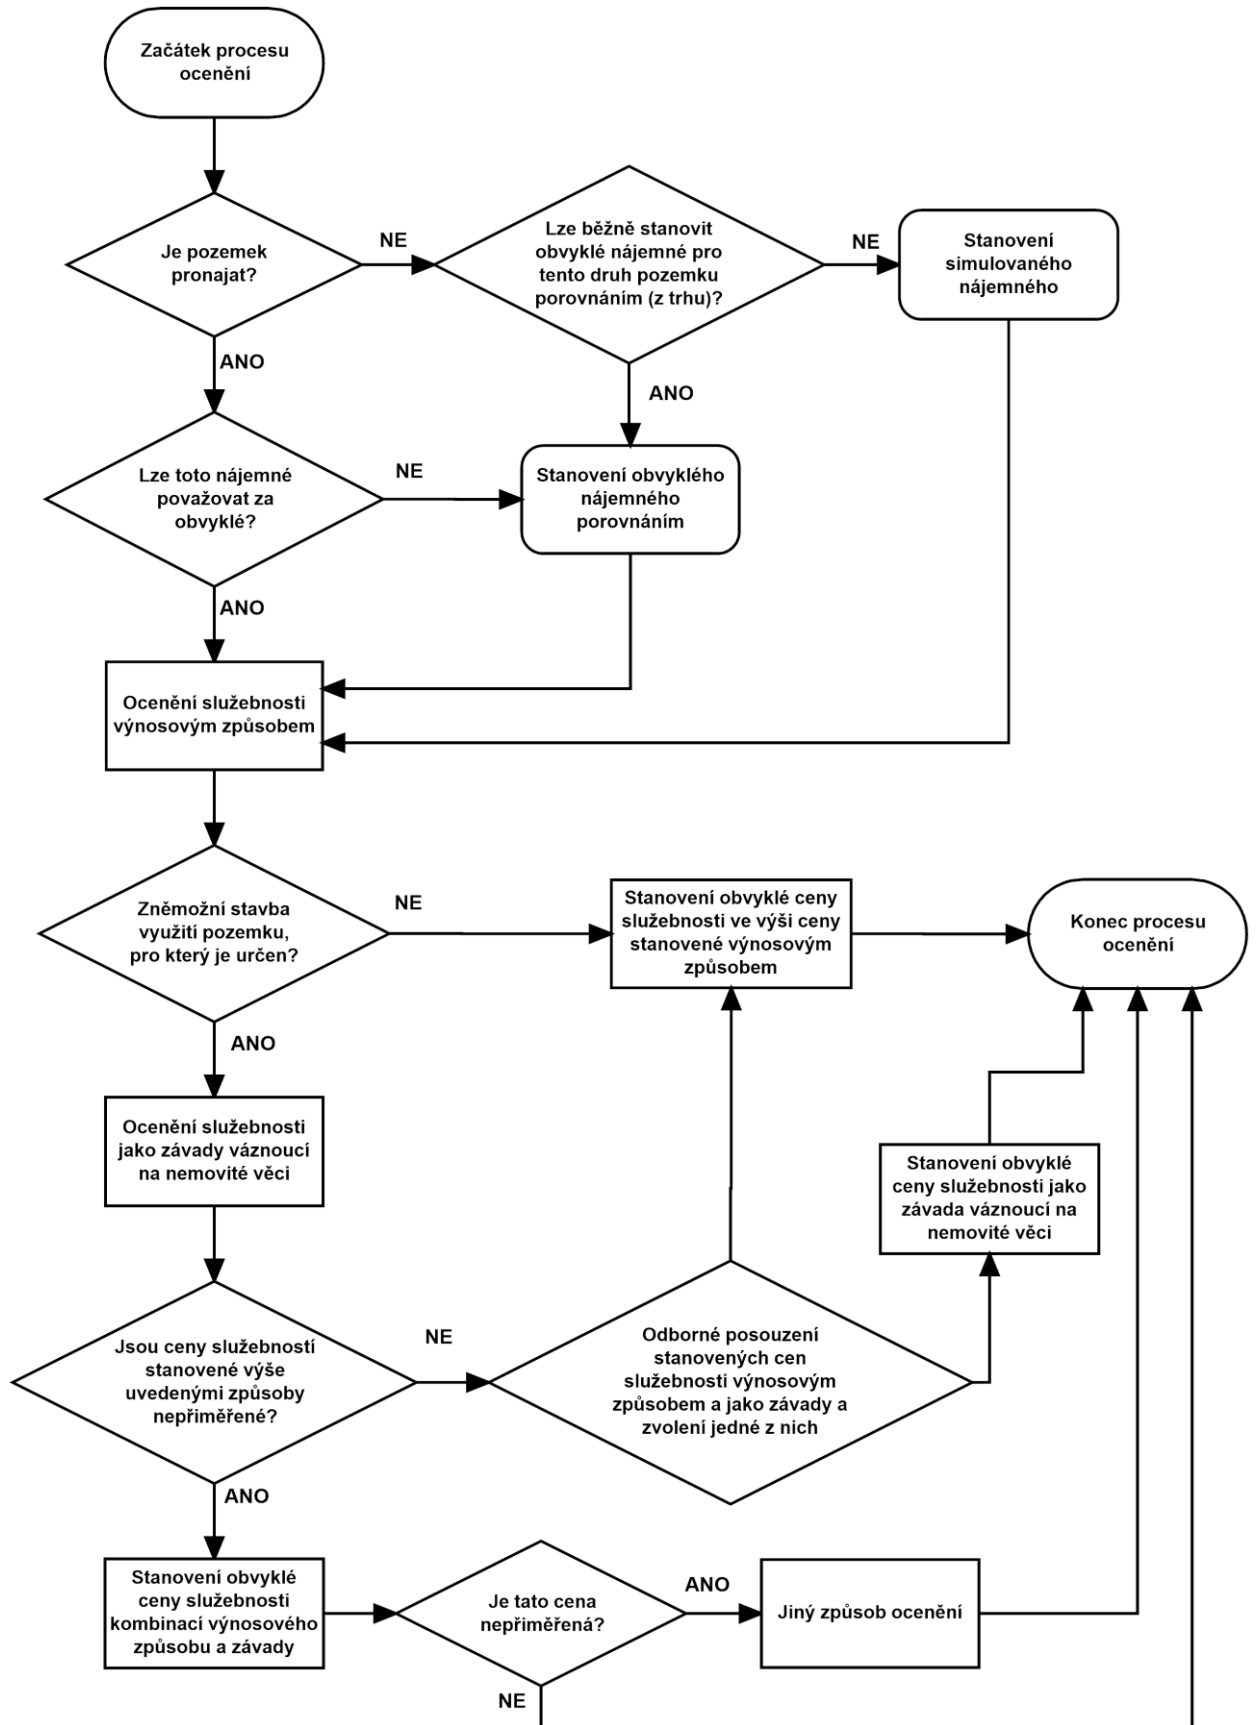 Začátek procesu
ocenění
Je pozemek
pronajat?
NE
Lze běžně stanovit
obvyklé nájemné pro
tento druh pozemku
porovnáním (z trhu)?
NE
Stanovení
simulovaného
nájemného
ANO
ANO
Lze toto nájemné
považovat za
obvyklé?
NE
Stanovení obvyklého
nájemného
porovnáním
ANO
Ocenění služebnosti
výnosovým způsobem
Zněmožní stavba
využití pozemku,
pro který je určen?
NE
Stanovení obvyklé ceny
služebnosti ve výši ceny
stanovené výnosovým
způsobem
Konec procesu
ocenění
ANO
Ocenění služebnosti
jako závady váznoucí
na nemovité věci
Stanovení obvyklé
ceny služebnosti jako
závada váznoucí na
nemovité věci
Jsou ceny služebností
stanovené výše
uvedenými způsoby
nepřiměřené?
NE
Odborné posouzení
stanovených cen
služebnosti výnosovým
způsobem a jako závady a
zvolení jedné z nich
ANO
Stanovení obvyklé
ceny služebnosti
kombinací výnosového
způsobu a závady
Je tato cena
nepřiměřená?
ANO
Jiný způsob ocenění
NE